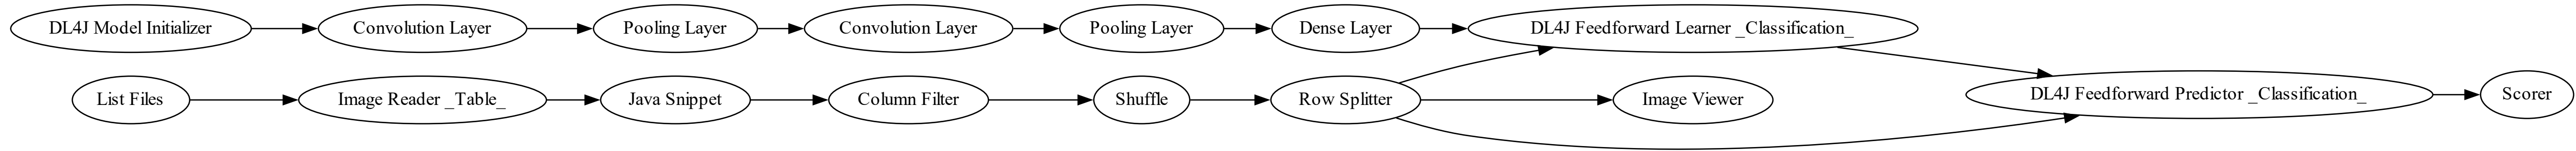 DL4J Model Initializer
Convolution Layer
Pooling Layer
Convolution Layer
Pooling Layer
Dense Layer
DL4J Feedforward Learner _Classification_
List Files
Image Reader _Table_
Java Snippet
Column Filter
Shuffle
Row Splitter
Image Viewer
DL4J Feedforward Predictor _Classification_
Scorer